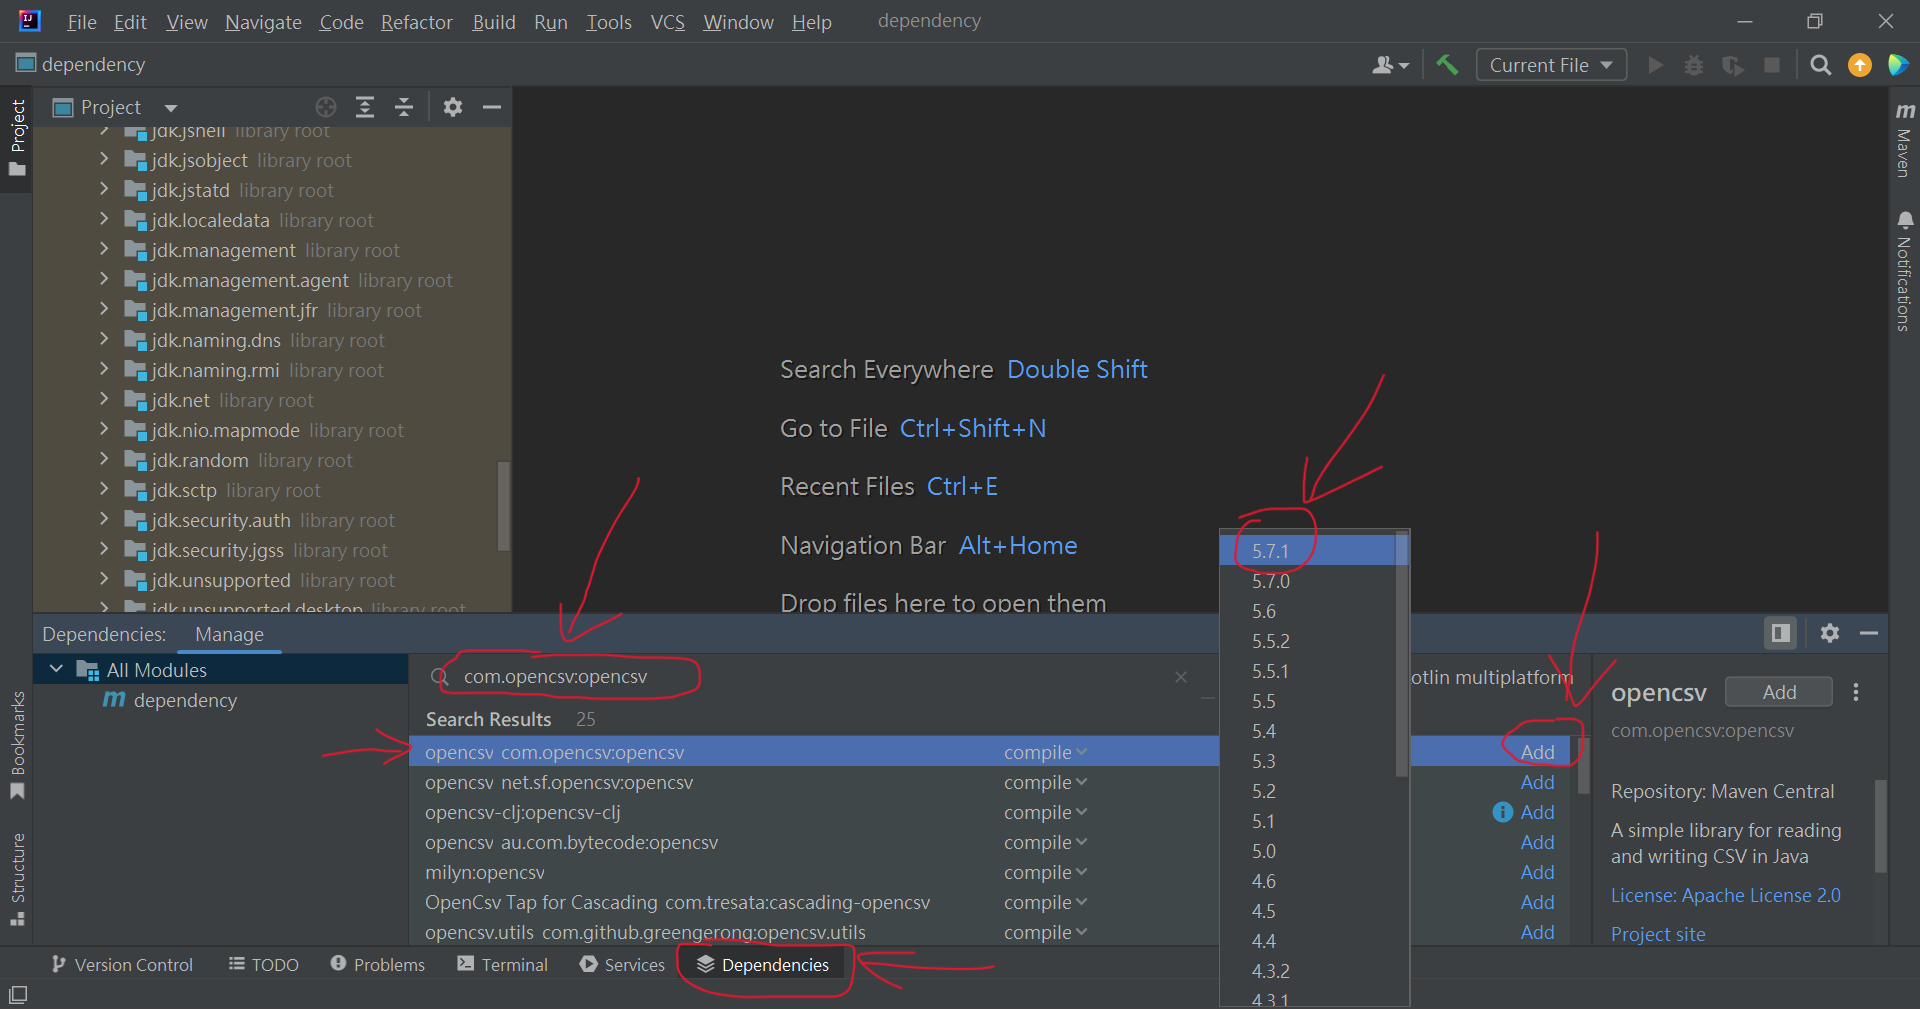 File Edit View Navigate Code Refactor Build Run Tools VCS Window Help dependency
dependency
Current File
Project
Project
jdk.jshell library root
jdk.jsobject library root
jdk.jstatd library root
jdk.localedata library root
jdk.management library root
jdk.management.agent library root
jdk.management.jfr library root
jdk.naming.dns library root
jdk.naming.rmi library root
jdk.net library root
jdk.nio.mapmode library root
jdk.random library root
jdk.sctp library root
jdk.security.auth library root
jdk.security.jgss library root
jdk.unsupported library root
jdk.unsupported.desktop library root
Search Everywhere Double Shift
Go to File Ctrl+Shift+N
Recent Files Ctrl+E
Navigation Bar Alt+Home
Drop files here to open them
m Maven
Notifications
Dependencies: Manage
All Modules
m dependency
com.opencsv:opencsv
otlin multiplatform
Search Results 25
opencsv com.opencsv:opencsv compile Add
opencsv net.sf.opencsv:opencsv compile Add
opencsv-clj:opencsv-clj compile Add
opencsv au.com.bytecode:opencsv compile Add
milyn:opencsv compile Add
OpenCsv Tap for Cascading com.tresata:cascading-opencsv compile Add
opencsv.utils com.github.greengerong:opencsv.utils compile Add
5.7.1
5.7.0
5.6
5.5.2
5.5.1
5.5
5.4
5.3
5.2
5.1
5.0
4.6
4.5
4.4
4.3.2
4.3.1
opencsv Add
com.opencsv:opencsv
Repository: Maven Central
A simple library for reading
and writing CSV in Java
License: Apache License 2.0
Project site
Bookmarks
Structure
Version Control TODO Problems Terminal Services Dependencies